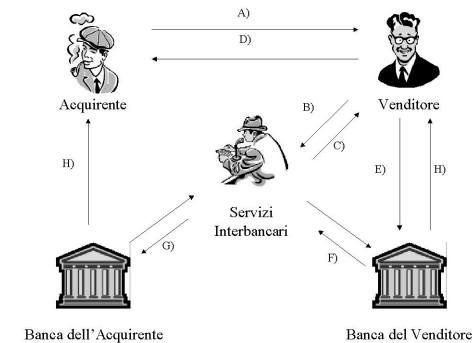 A)
D)
Acquirente
Venditore
B)
C)
H)
E)
H)
Servizi
Interbancari
G)
F)
Banca dell'Acquirente
Banca del Venditore